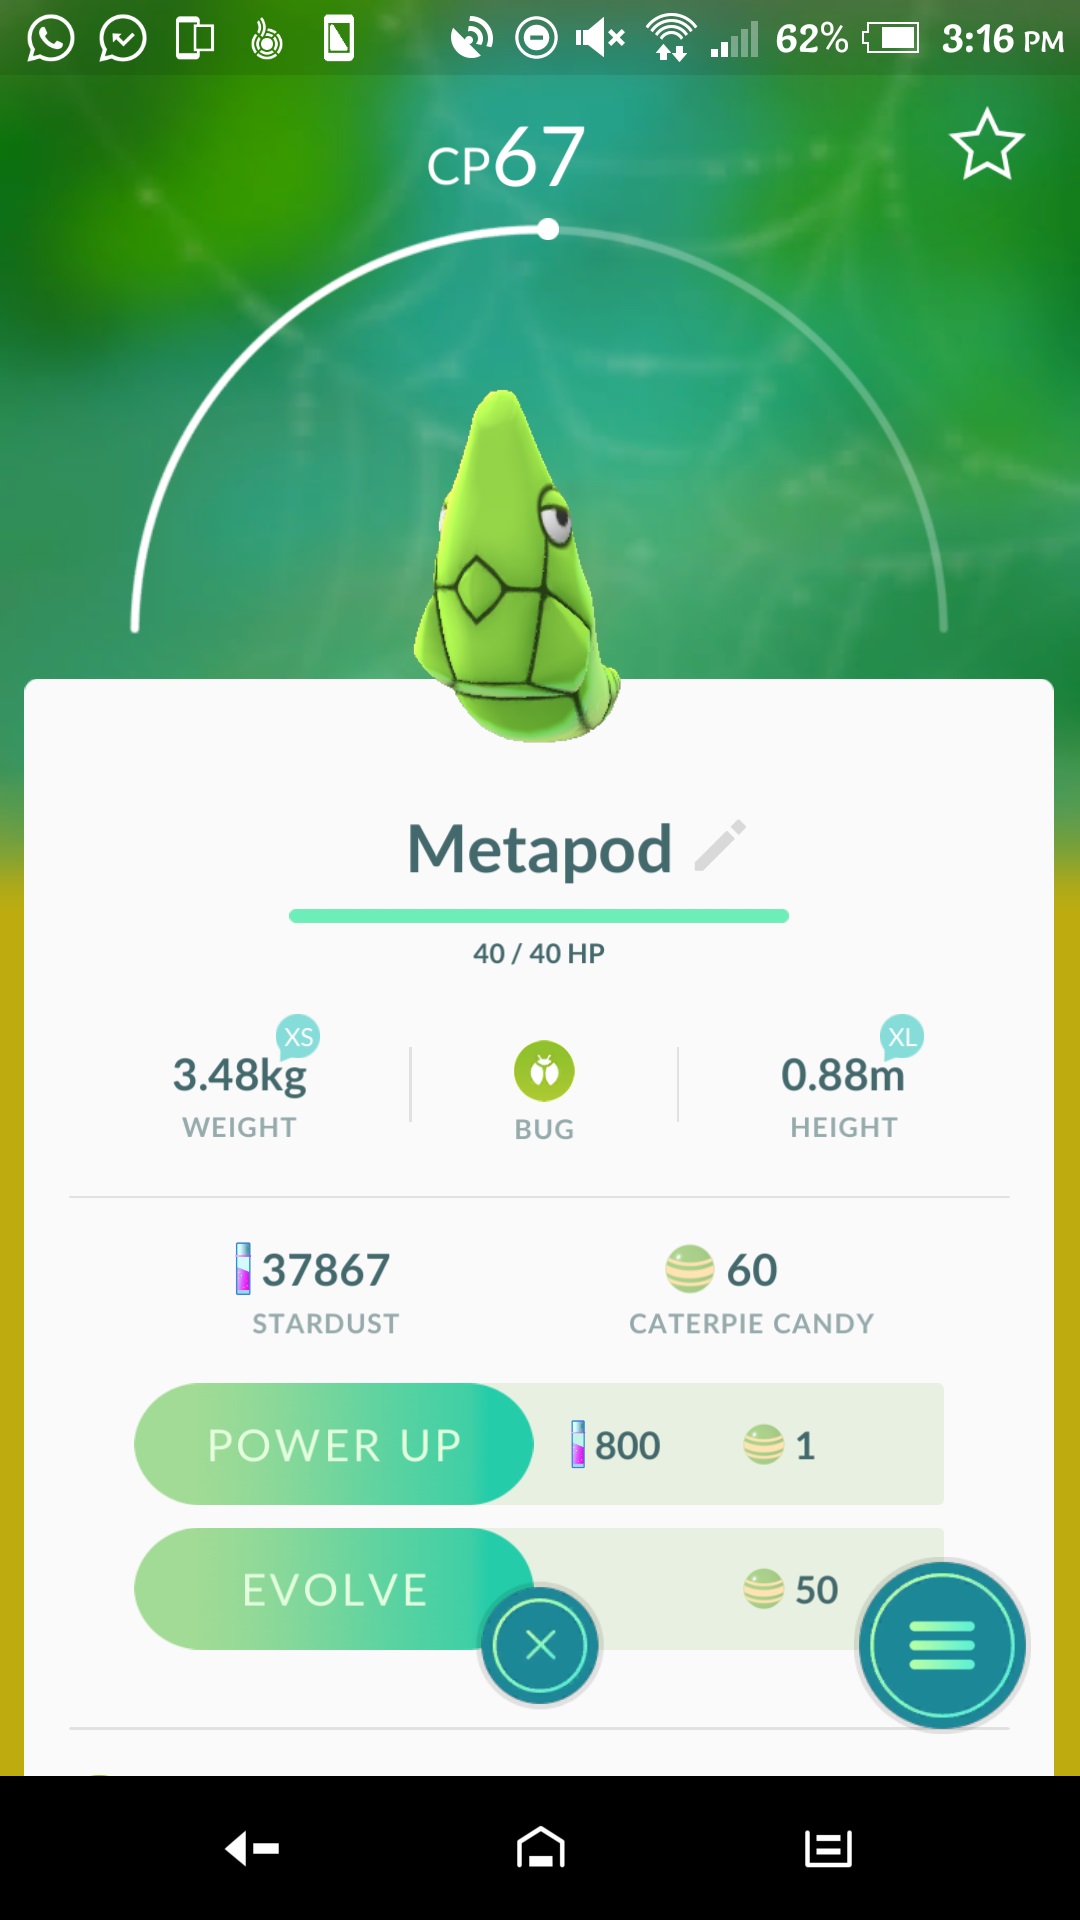 62% 3:16 PM
CP67
Metapod
40 / 40 HP
XS XL
3.48kg 0.88m
WEIGHT BUG HEIGHT
37867 60
STARDUST CATERPIE CANDY
POWER UP 800 1
EVOLVE 50